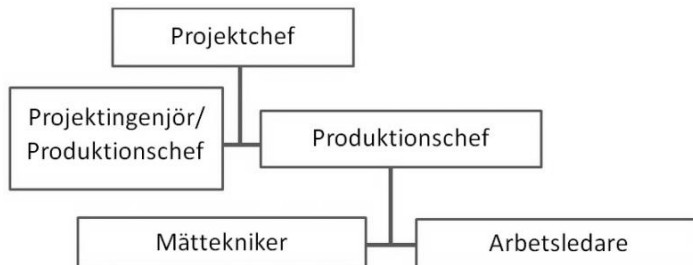 Projektchef
Projektingenjör/
Produktionschef
Produktionschef
Mättekniker
Arbetsledare